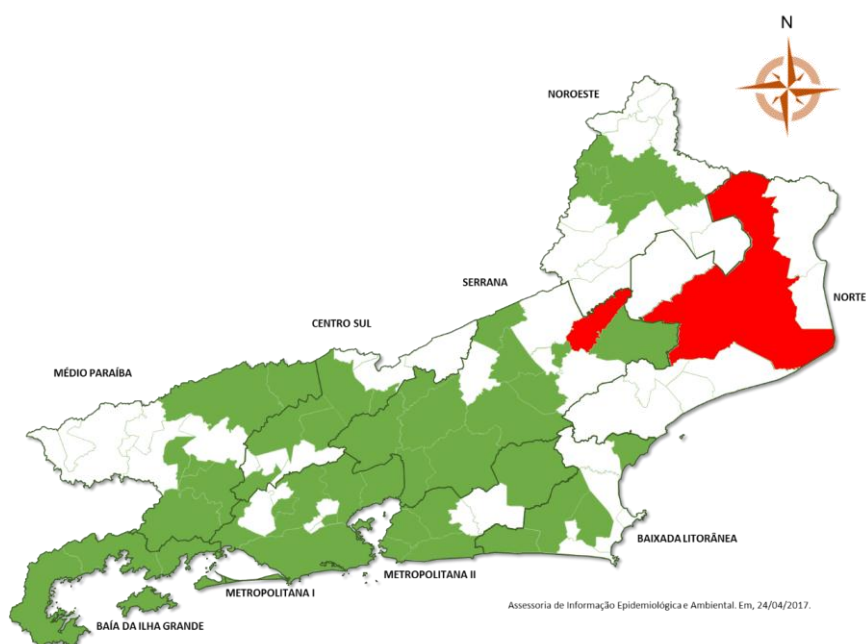 N
NOROESTE
SERRANA
NORTE
CENTRO SUL
MÉDIO PARAÍBA
BAIXADA LITORÂNEA
METROPOLITANA II
METROPOLITANA I
BAÍA DA ILHA GRANDE
Assessoria de Informação Epidemiológica e Ambiental. Em, 24/04/2017.